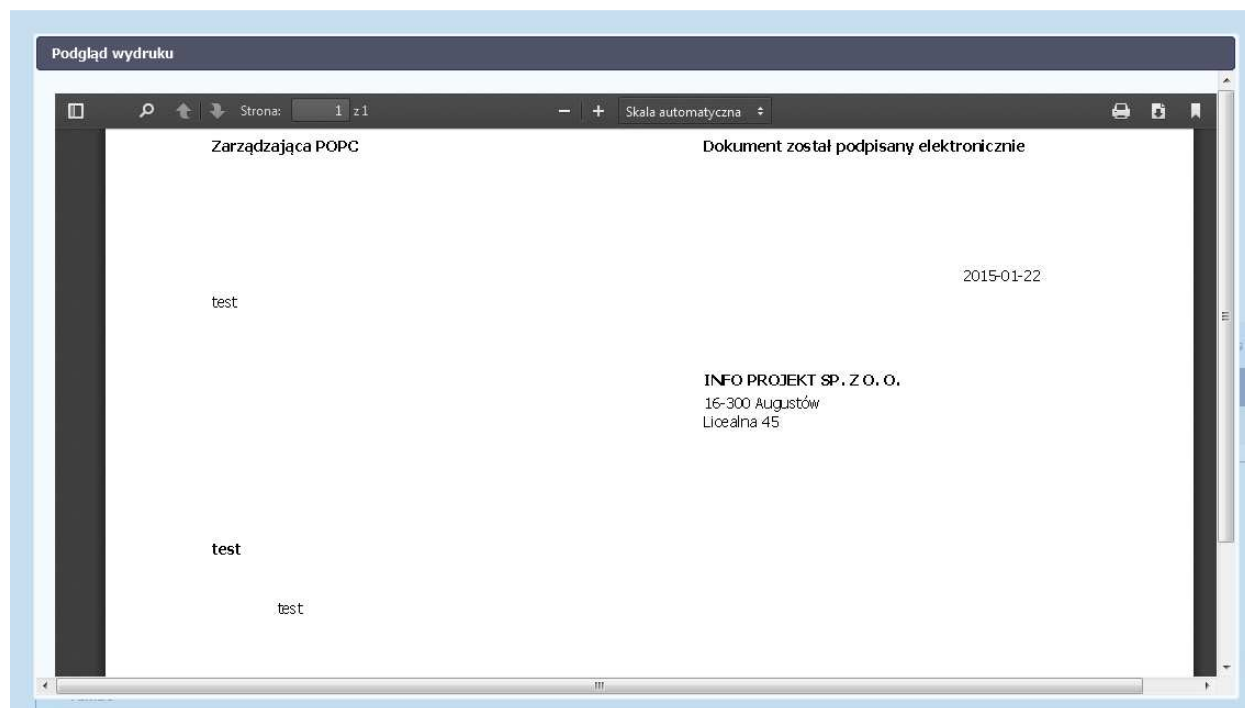 Podgląd wydruku
Strona: 1 z 1 Skala automatyczna
Zarządzająca POPC Dokument został podpisany elektronicznie
2015-01-22
test
INFO PROJEKT SP. Z O. O.
16-300 Augustów
Licealna 45
test
test